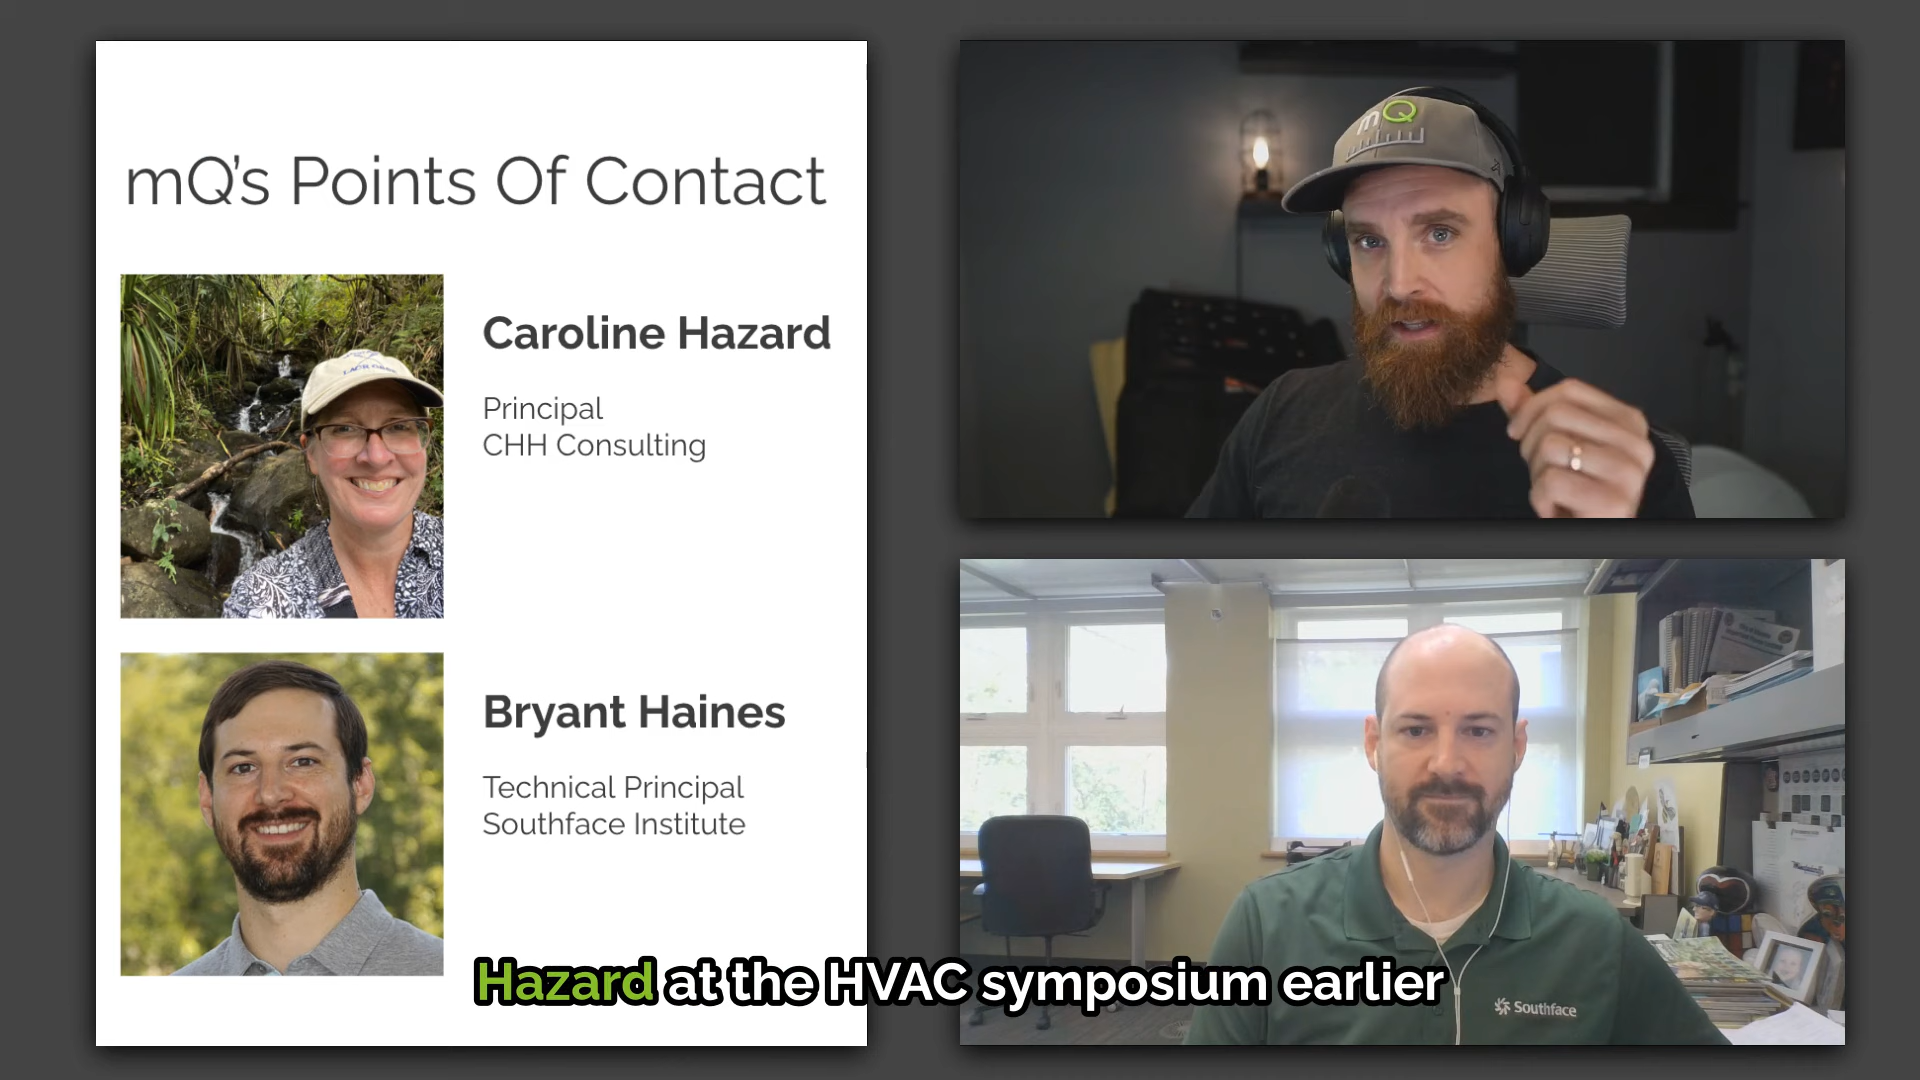 mQ's Points Of Contact
Caroline Hazard
Principal
CHH Consulting
Bryant Haines
Technical Principal
Southface Institute
mQ
Hazard at the HVAC symposium earlier
Southface